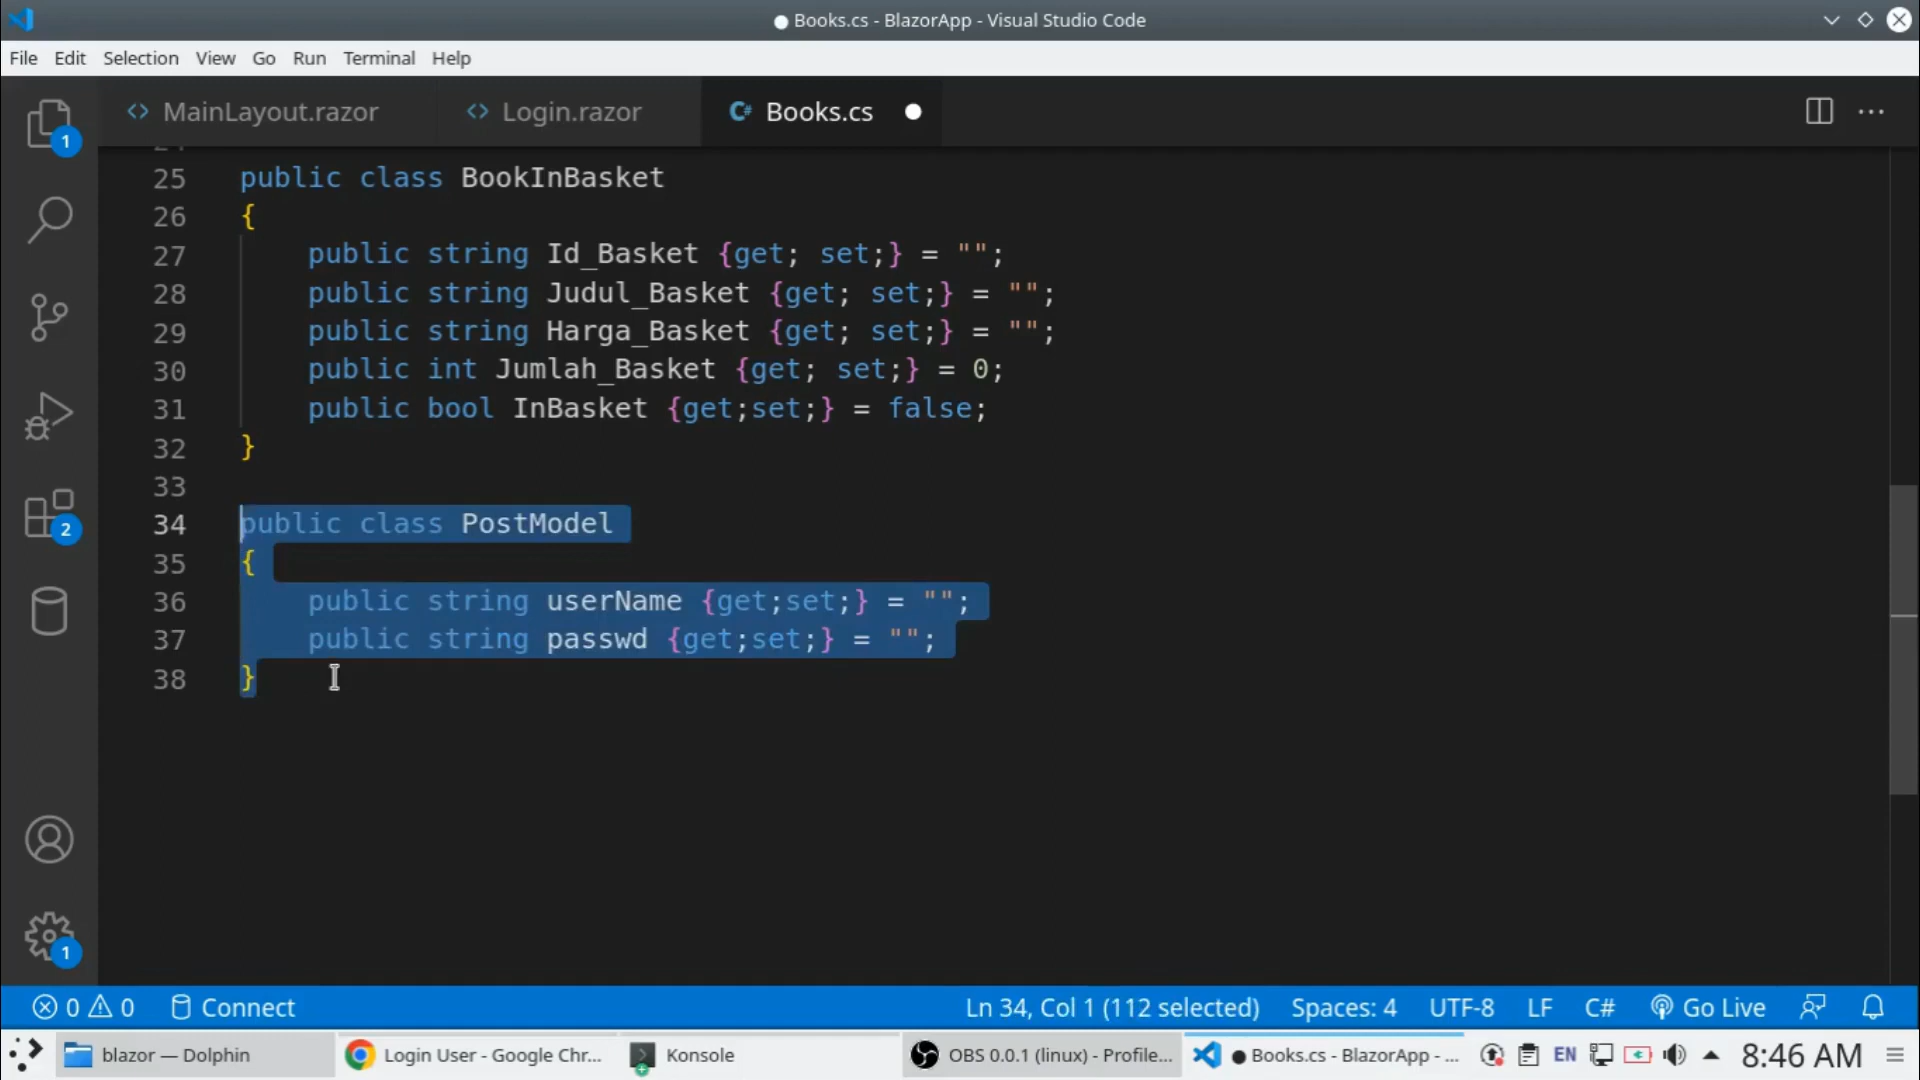 ● Books.cs - BlazorApp - Visual Studio Code
File Edit Selection View Go Run Terminal Help
<> MainLayout.razor <> Login.razor C# Books.cs ●
1
25 public class BookInBasket
26 {
27 public string Id_Basket {get; set;} = "";
28 public string Judul_Basket {get; set;} = "";
29 public string Harga_Basket {get; set;} = "";
30 public int Jumlah_Basket {get; set;} = 0;
31 public bool InBasket {get;set;} = false;
32 }
33
34 public class PostModel
35 {
2
36 public string userName {get;set;} = "";
37 public string passwd {get;set;} = "";
38 }
1
0 0 Connect Ln 34, Col 1 (112 selected) Spaces: 4 UTF-8 LF C# Go Live
blazor — Dolphin Login User - Google Chr... Konsole OBS 0.0.1 (linux) - Profile... ● Books.cs - BlazorApp - ... EN 8:46 AM